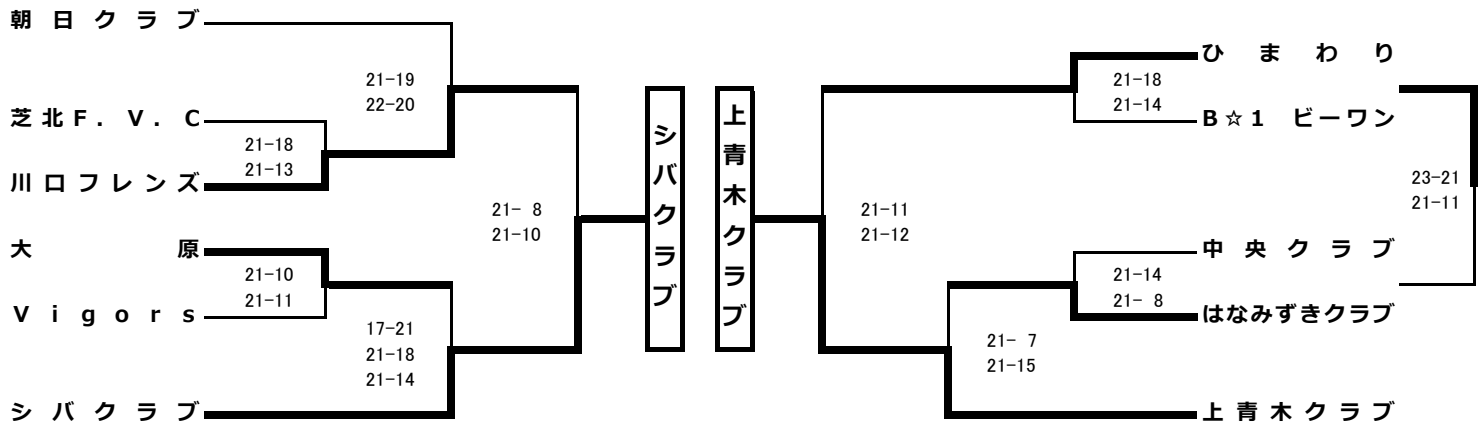 朝日クラブ
21-19
22-20
芝北F.V.C
21-18
21-13
川口フレンズ
21- 8
21-10
大原
21-10
21-11
Vigors
17-21
21-18
21-14
シバクラブ
シバクラブ
上青木クラブ
ひまわり
21-18
21-14
B☆1 ビーワン
23-21
21-11
21-11
21-12
中央クラブ
21-14
21- 8
はなみずきクラブ
21- 7
21-15
上青木クラブ